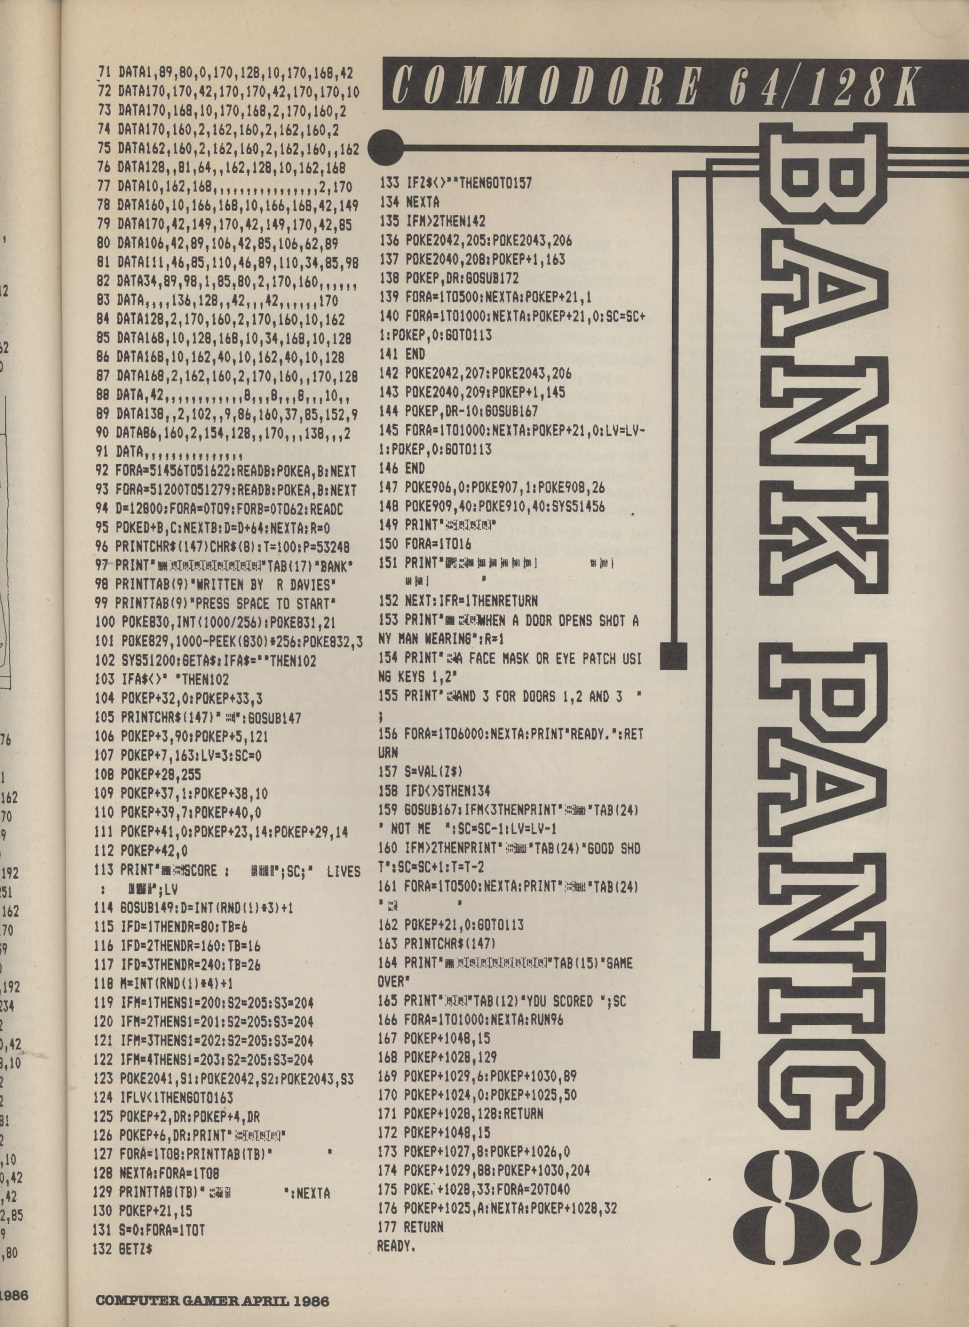 COMMODORE 64/128K
BANK PANIC
71 DATA1,89,80,0,170,128,10,170,168,42
72 DATA170,170,42,170,170,42,170,170,10
73 DATA170,168,10,170,168,2,170,160,2
74 DATA170,160,2,162,160,2,162,160,2
75 DATA162,160,2,162,160,2,162,160,,162
76 DATA128,,81,64,,162,128,10,162,168
77 DATA10,162,168,,,,,,,,,,,,,,,,2,170
78 DATA160,10,166,168,10,166,168,42,149
79 DATA170,42,149,170,42,149,170,42,85
80 DATA106,42,89,106,42,85,106,62,89
81 DATA111,46,85,110,46,89,110,34,85,98
82 DATA34,89,98,1,85,80,2,170,160,,,,,,
83 DATA,,,,136,128,,42,,,42,,,,,,170
84 DATA128,2,170,160,2,170,160,10,162
85 DATA168,10,128,168,10,34,168,10,128
86 DATA168,10,162,40,10,162,40,10,128
87 DATA168,2,162,160,2,170,160,,170,128
88 DATA,42,,,,,,,,,,,,8,,,8,,,8,,,10,,
89 DATA138,,2,102,,9,86,160,37,85,152,9
90 DATA86,160,2,154,128,,170,,,138,,,2
91 DATA,,,,,,,,,,,,,,,
92 FORA=51456TO51622:READB:POKEA,B:NEXT
93 FORA=51200TO51279:READB:POKEA,B:NEXT
94 D=12800:FORA=0TO9:FORB=0TO62:READC
95 POKED+B,C:NEXTB:D=D+64:NEXTA:R=0
96 PRINTCHR$(147)CHR$(8):T=100:P=53248
97 PRINT""TAB(17)"BANK"
98 PRINTTAB(9)"WRITTEN BY R DAVIES"
99 PRINTTAB(9)"PRESS SPACE TO START"
100 POKE830,INT(1000/256):POKE831,21
101 POKE829,1000-PEEK(830)*256:POKE832,3
102 SYS51200:GETA$:IFA$=""THEN102
103 IFA$<>" "THEN102
104 POKEP+32,0:POKEP+33,3
105 PRINTCHR$(147)" ":GOSUB147
106 POKEP+3,90:POKEP+5,121
107 POKEP+7,163:LV=3:SC=0
108 POKEP+28,255
109 POKEP+37,1:POKEP+38,10
110 POKEP+39,7:POKEP+40,0
111 POKEP+41,0:POKEP+23,14:POKEP+29,14
112 POKEP+42,0
113 PRINT"SCORE : ";SC;" LIVES
: ";LV
114 GOSUB149:D=INT(RND(1)*3)+1
115 IFD=1THENDR=80:TB=6
116 IFD=2THENDR=160:TB=16
117 IFD=3THENDR=240:TB=26
118 M=INT(RND(1)*4)+1
119 IFM=1THENS1=200:S2=205:S3=204
120 IFM=2THENS1=201:S2=205:S3=204
121 IFM=3THENS1=202:S2=205:S3=204
122 IFM=4THENS1=203:S2=205:S3=204
123 POKE2041,S1:POKE2042,S2:POKE2043,S3
124 IFLV<1THENGOTO163
125 POKEP+2,DR:POKEP+4,DR
126 POKEP+6,DR:PRINT" "
127 FORA=1TO8:PRINTTAB(TB)" "
128 NEXTA:FORA=1TO8
129 PRINTTAB(TB)" ":NEXTA
130 POKEP+21,15
131 S=0:FORA=1TOT
132 GETZ$
133 IFZ$<>""THENGOTO157
134 NEXTA
135 IFM>2THEN142
136 POKE2042,205:POKE2043,206
137 POKE2040,208:POKEP+1,163
138 POKEP,DR:GOSUB172
139 FORA=1TO500:NEXTA:POKEP+21,1
140 FORA=1TO1000:NEXTA:POKEP+21,0:SC=SC+
1:POKEP,0:GOTO113
141 END
142 POKE2042,207:POKE2043,206
143 POKE2040,209:POKEP+1,145
144 POKEP,DR-10:GOSUB167
145 FORA=1TO1000:NEXTA:POKEP+21,0:LV=LV-
1:POKEP,0:GOTO113
146 END
147 POKE906,0:POKE907,1:POKE908,26
148 POKE909,40:POKE910,40:SYS51456
149 PRINT" "
150 FORA=1TO16
151 PRINT"
"
152 NEXT:IFR=1THENRETURN
153 PRINT" WHEN A DOOR OPENS SHOT A
NY MAN WEARING":R=1
154 PRINT"A FACE MASK OR EYE PATCH USI
NG KEYS 1,2"
155 PRINT"AND 3 FOR DOORS 1,2 AND 3 "
;
156 FORA=1TO6000:NEXTA:PRINT"READY.":RET
URN
157 S=VAL(Z$)
158 IFD<>STHEN134
159 GOSUB167:IFM<3THENPRINT" "TAB(24)
" NOT ME ":SC=SC-1:LV=LV-1
160 IFM>2THENPRINT" "TAB(24)"GOOD SHO
T":SC=SC+1:T=T-2
161 FORA=1TO500:NEXTA:PRINT" "TAB(24)
" "
162 POKEP+21,0:GOTO113
163 PRINTCHR$(147)
164 PRINT" "TAB(15)"GAME
OVER"
165 PRINT" "TAB(12)"YOU SCORED ";SC
166 FORA=1TO1000:NEXTA:RUN96
167 POKEP+1048,15
168 POKEP+1028,129
169 POKEP+1029,6:POKEP+1030,89
170 POKEP+1024,0:POKEP+1025,50
171 POKEP+1028,128:RETURN
172 POKEP+1048,15
173 POKEP+1027,8:POKEP+1026,0
174 POKEP+1029,88:POKEP+1030,204
175 POKEP+1028,33:FORA=20TO40
176 POKEP+1025,A:NEXTA:POKEP+1028,32
177 RETURN
READY.
COMPUTER GAMER APRIL 1986
89
1986